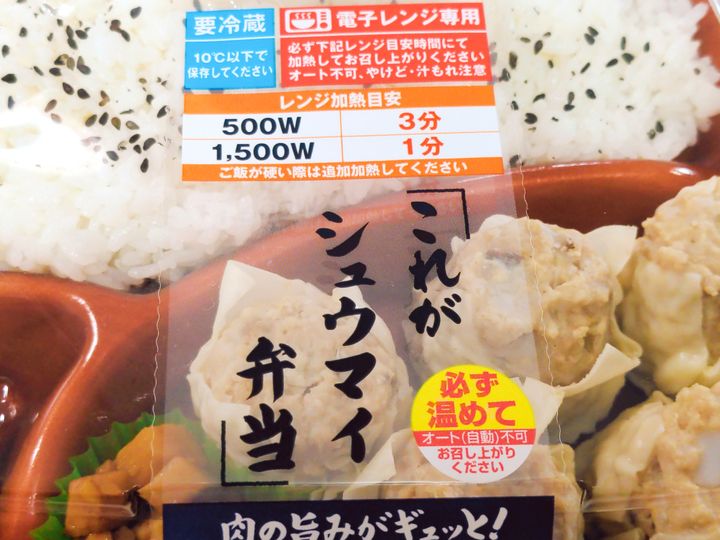 要冷蔵
10℃以下で
保存してください
電子レンジ専用
必ず下記レンジ目安時間にて
加熱してお召し上がりください
オート不可、やけど・汁もれ注意
レンジ加熱目安
500W 3分
1,500W 1分
ご飯が硬い際は追加加熱してください
「これが
シュウマイ
弁当」
必ず
温めて
オート(自動)不可
お召し上がり
ください
肉の旨みがギュッと!